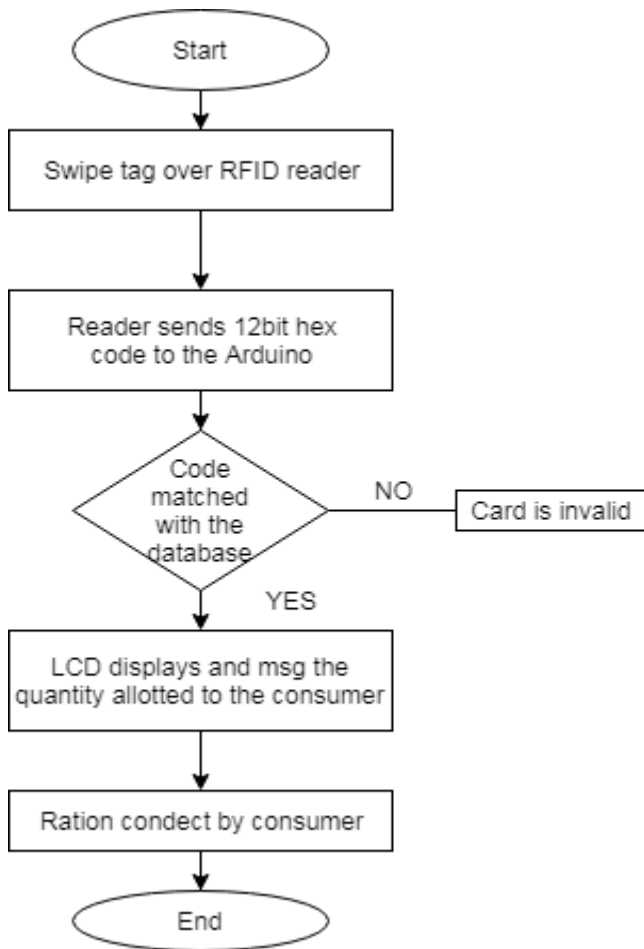 Start
Swipe tag over RFID reader
Reader sends 12bit hex
code to the Arduino
Code
matched
with the
database
NO
Card is invalid
YES
LCD displays and msg the
quantity allotted to the consumer
Ration condect by consumer
End